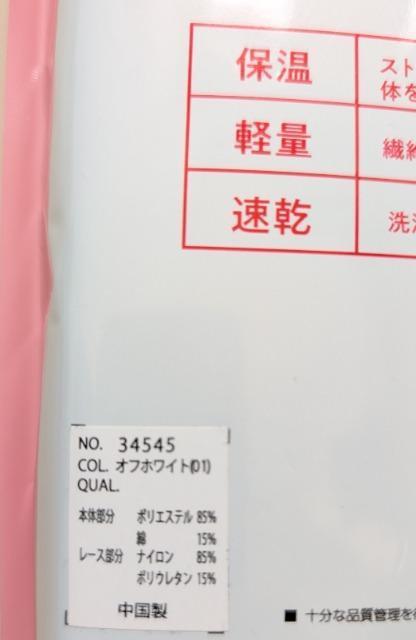 保温
スト
体を
軽量
繊維
速乾
洗濯
NO. 34545
COL. オフホワイト(01)
QUAL.
本体部分 ポリエステル 85%
綿 15%
レース部分 ナイロン 85%
ポリウレタン 15%
中国製
■ 十分な品質管理を